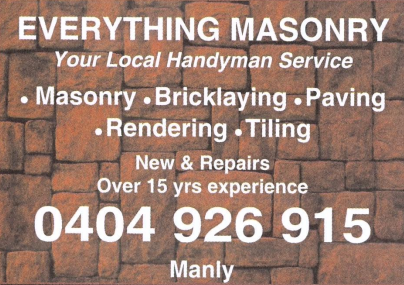 EVERYTHING MASONRY
Your Local Handyman Service
• Masonry • Bricklaying • Paving
• Rendering • Tiling
New & Repairs
Over 15 yrs experience
0404 926 915
Manly